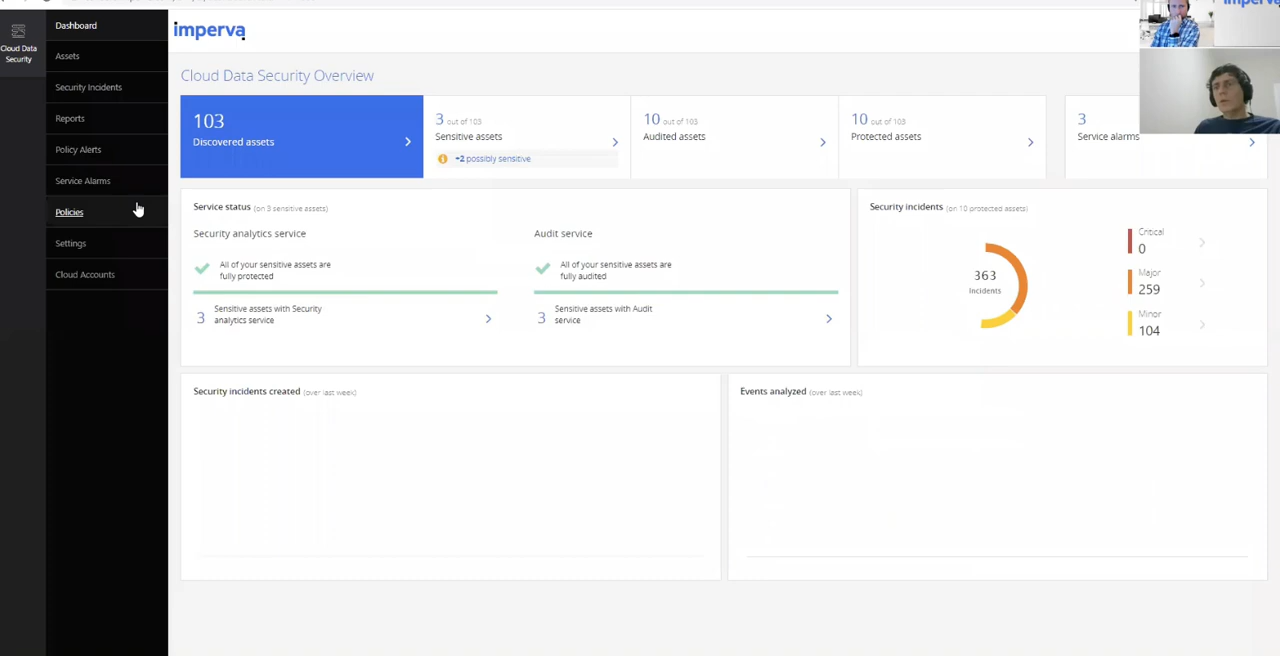 Cloud Data
Security
Dashboard
Assets
Security Incidents
Reports
Policy Alerts
Service Alarms
Policies
Settings
Cloud Accounts
imperva
imperva
Cloud Data Security Overview
103
Discovered assets
3 out of 103
Sensitive assets
+2 possibly sensitive
10 out of 103
Audited assets
10 out of 103
Protected assets
3
Service alarms
Service status (on 3 sensitive assets)
Security analytics service
All of your sensitive assets are
fully protected
3 Sensitive assets with Security
analytics service
Audit service
All of your sensitive assets are
fully audited
3 Sensitive assets with Audit
service
Security incidents (on 10 protected assets)
363
Incidents
Critical
0
Major
259
Minor
104
Security incidents created (over last week)
Events analyzed (over last week)